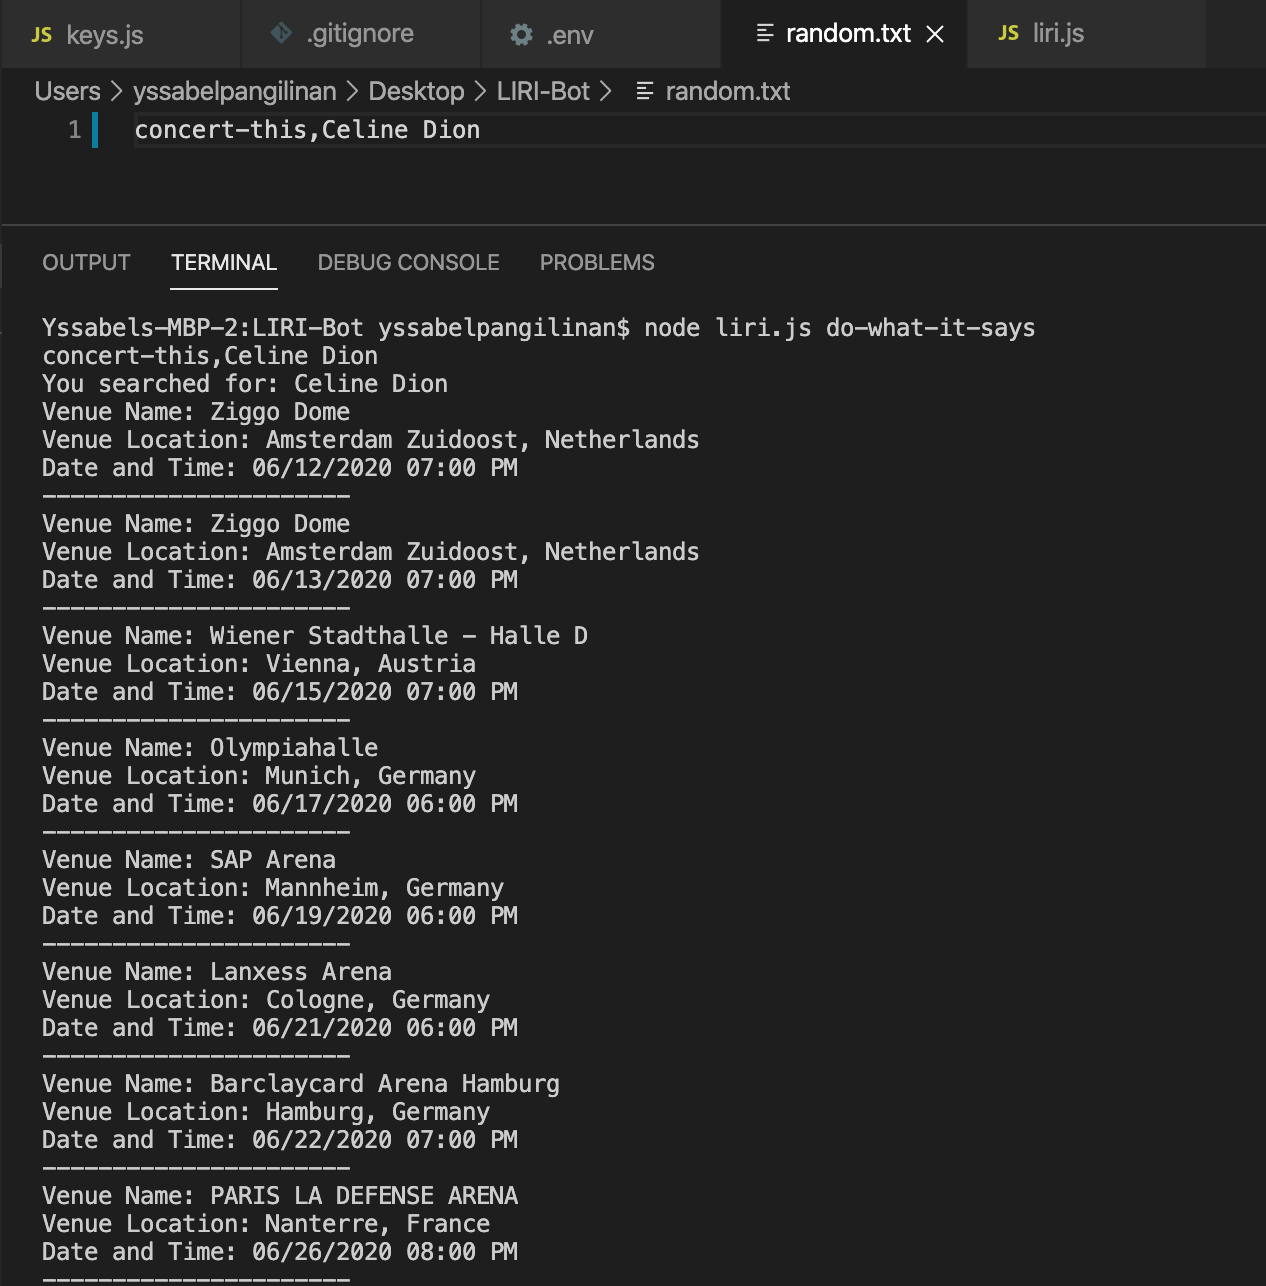 JS keys.js .gitignore .env random.txt JS liri.js
Users > yssabelpangilinan > Desktop > LIRI-Bot > random.txt
1 concert-this,Celine Dion
OUTPUT TERMINAL DEBUG CONSOLE PROBLEMS
Yssabels-MBP-2:LIRI-Bot yssabelpangilinan$ node liri.js do-what-it-says
concert-this,Celine Dion
You searched for: Celine Dion
Venue Name: Ziggo Dome
Venue Location: Amsterdam Zuidoost, Netherlands
Date and Time: 06/12/2020 07:00 PM
----------------------
Venue Name: Ziggo Dome
Venue Location: Amsterdam Zuidoost, Netherlands
Date and Time: 06/13/2020 07:00 PM
----------------------
Venue Name: Wiener Stadthalle - Halle D
Venue Location: Vienna, Austria
Date and Time: 06/15/2020 07:00 PM
----------------------
Venue Name: Olympiahalle
Venue Location: Munich, Germany
Date and Time: 06/17/2020 06:00 PM
----------------------
Venue Name: SAP Arena
Venue Location: Mannheim, Germany
Date and Time: 06/19/2020 06:00 PM
----------------------
Venue Name: Lanxess Arena
Venue Location: Cologne, Germany
Date and Time: 06/21/2020 06:00 PM
----------------------
Venue Name: Barclaycard Arena Hamburg
Venue Location: Hamburg, Germany
Date and Time: 06/22/2020 07:00 PM
----------------------
Venue Name: PARIS LA DEFENSE ARENA
Venue Location: Nanterre, France
Date and Time: 06/26/2020 08:00 PM
----------------------